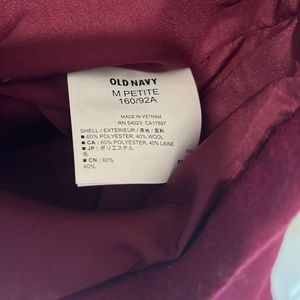 OLD NAVY
M PETITE
160/92A
MADE IN VIETNAM
RN 54023 CA17897
SHELL / EXTÉRIEUR / 表地 / 面料
■ 60% POLYESTER, 40% WOOL
■ CA : 60% POLYESTER, 40% LAINE
■ JP : ポリエステル
毛
■ CN : 60%
40%